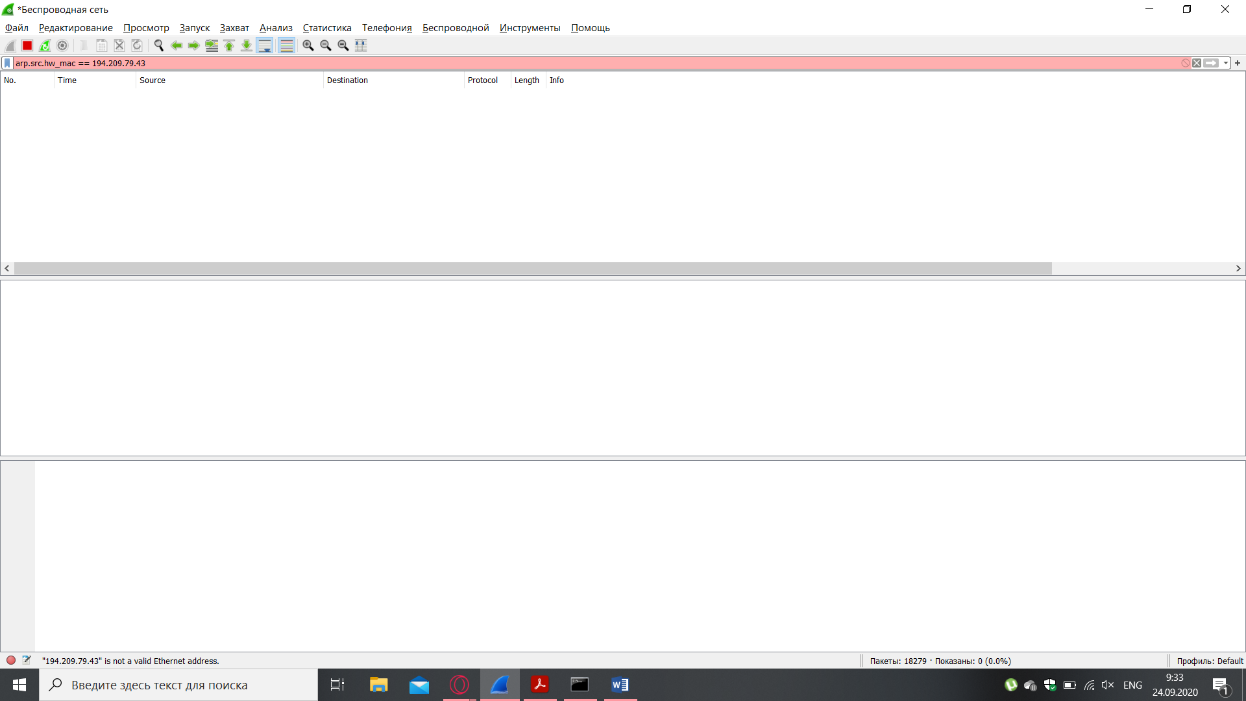 *Беспроводная сеть
Файл Редактирование Просмотр Запуск Захват Анализ Статистика Телефония Беспроводной Инструменты Помощь
arp.src.hw_mac == 194.209.79.43
No. Time Source Destination Protocol Length Info
"194.209.79.43" is not a valid Ethernet address. Пакеты: 18279 · Показаны: 0 (0.0%) Профиль: Default
Введите здесь текст для поиска
ENG
9:33
24.09.2020
1